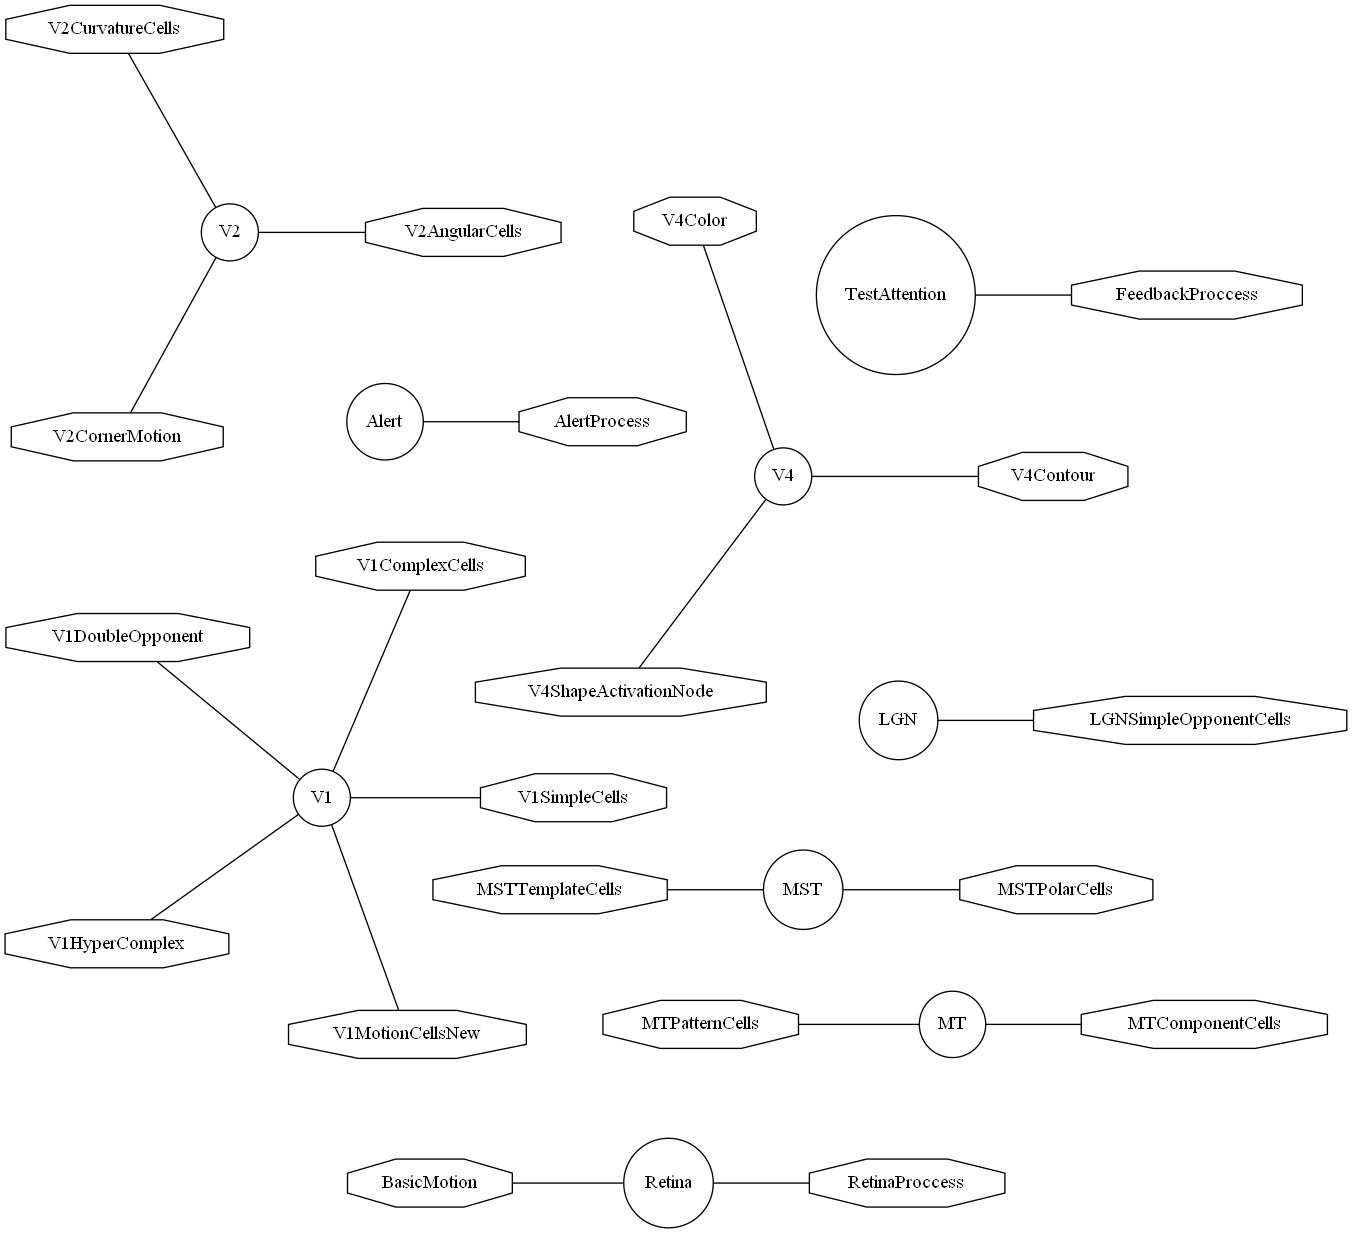 V2CurvatureCells
V2
V2AngularCells
V2CornerMotion
V4Color
TestAttention
FeedbackProccess
Alert
AlertProcess
V4
V4Contour
V1ComplexCells
V1DoubleOpponent
V4ShapeActivationNode
LGN
LGNSimpleOpponentCells
V1
V1SimpleCells
MSTTemplateCells
MST
MSTPolarCells
V1HyperComplex
V1MotionCellsNew
MTPatternCells
MT
MTComponentCells
BasicMotion
Retina
RetinaProccess